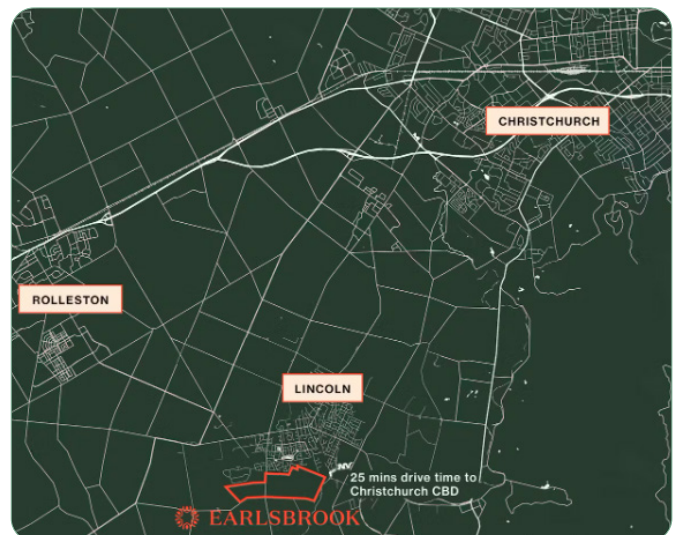 CHRISTCHURCH
ROLLESTON
LINCOLN
25 mins drive time to
Christchurch CBD
EARLSBROOK